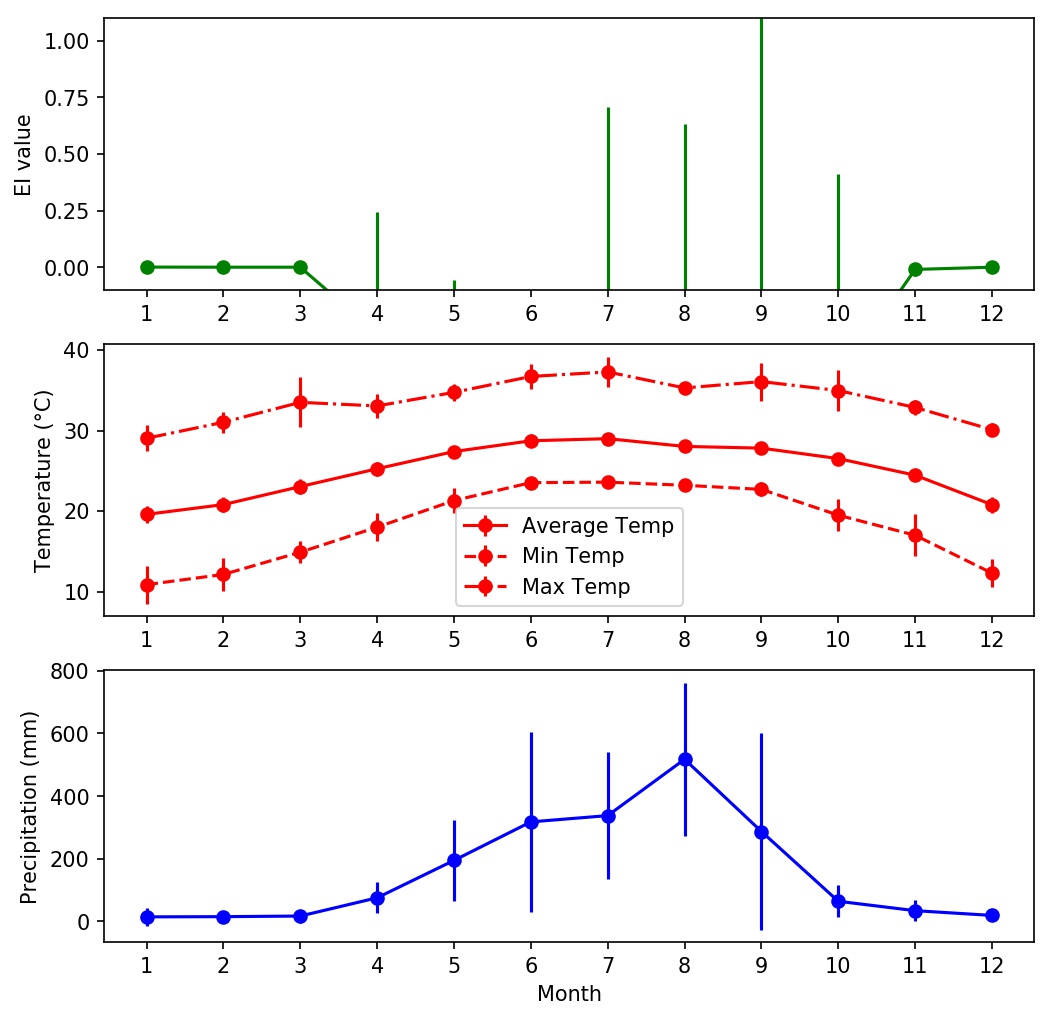 EI value
1.00
0.75
0.50
0.25
0.00
1 2 3 4 5 6 7 8 9 10 11 12
Temperature (°C)
40
30
20
10
Average Temp
Min Temp
Max Temp
1 2 3 4 5 6 7 8 9 10 11 12
Precipitation (mm)
800
600
400
200
0
1 2 3 4 5 6 7 8 9 10 11 12
Month